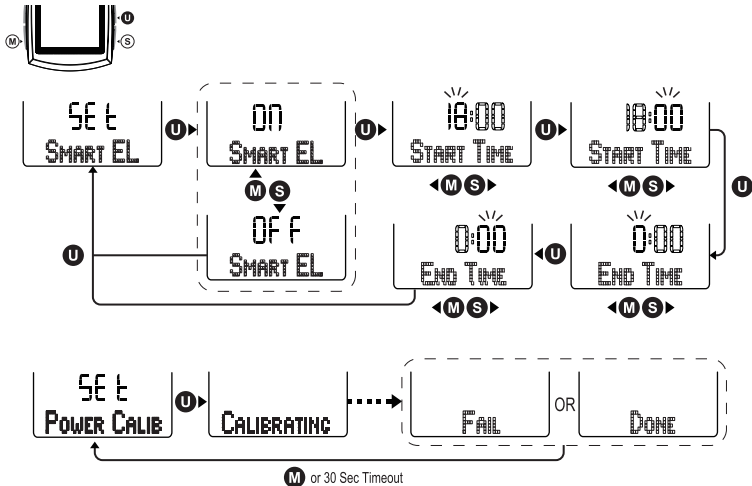 U
M
S
SEt
SMART EL
U
ON
SMART EL
M S
OFF
SMART EL
U
18:00
START TIME
M S
U
18:00
START TIME
M S
U
0:00
END TIME
M S
U
0:00
END TIME
M S
U
SEt
POWER CALIB
U
CALIBRATING
FAIL
OR
DONE
M or 30 Sec Timeout